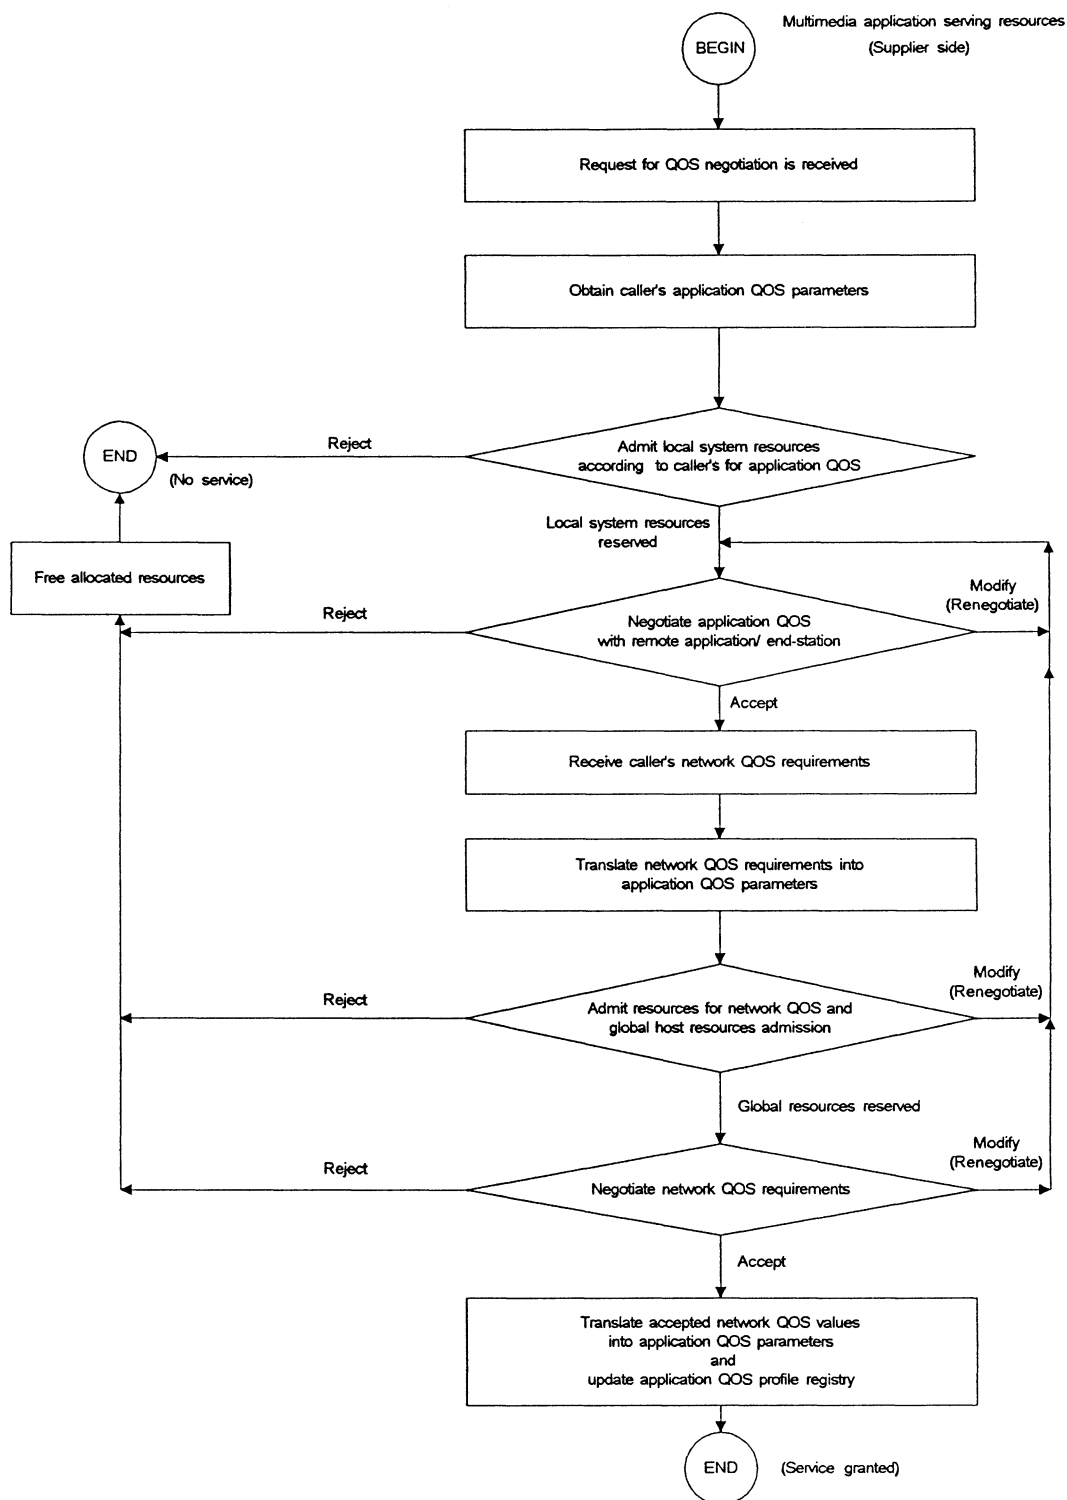 Multimedia application serving resources
(Supplier side)
BEGIN
Request for QOS negotiation is received
Obtain caller's application QOS parameters
Admit local system resources
according to caller's for application QOS
Reject
END
(No service)
Local system resources
reserved
Free allocated resources
Modify
(Renegotiate)
Reject
Negotiate application QOS
with remote application/ end-station
Accept
Receive caller's network QOS requirements
Translate network QOS requirements into
application QOS parameters
Modify
(Renegotiate)
Reject
Admit resources for network QOS and
global host resources admission
Global resources reserved
Modify
(Renegotiate)
Reject
Negotiate network QOS requirements
Accept
Translate accepted network QOS values
into application QOS parameters
and
update application QOS profile registry
END
(Service granted)